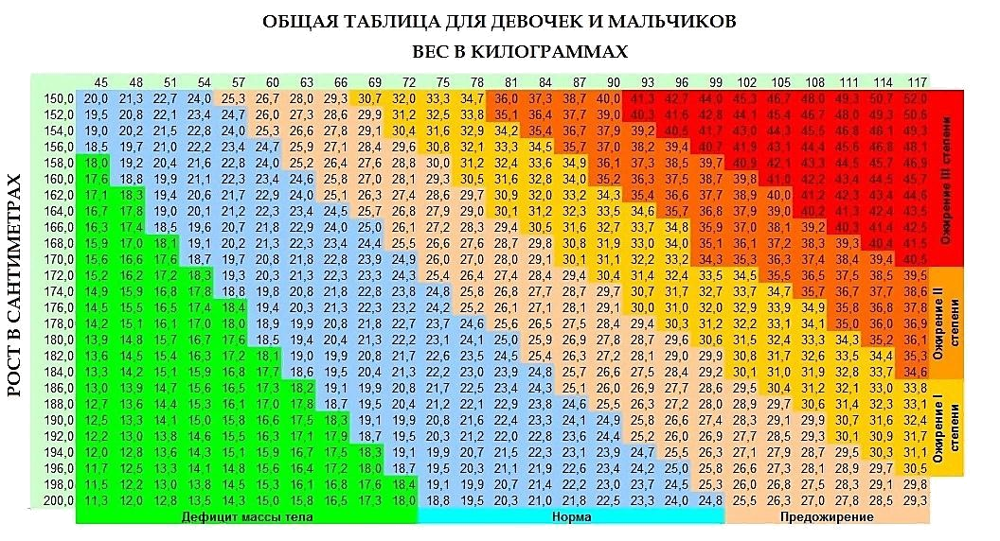 ОБЩАЯ ТАБЛИЦА ДЛЯ ДЕВОЧЕК И МАЛЬЧИКОВ
ВЕС В КИЛОГРАММАХ
РОСТ В САНТИМЕТРАХ
45 48 51 54 57 60 63 66 69 72 75 78 81 84 87 90 93 96 99 102 105 108 111 114 117
150,0 20,0 21,3 22,7 24,0 25,3 26,7 28,0 29,3 30,7 32,0 33,3 34,7 36,0 37,3 38,7 40,0 41,3 42,7 44,0 45,3 46,7 48,0 49,3 50,7 52,0
152,0 19,5 20,8 22,1 23,4 24,7 26,0 27,3 28,6 29,9 31,2 32,5 33,8 35,1 36,4 37,7 39,0 40,3 41,6 42,8 44,1 45,4 46,7 48,0 49,3 50,6
154,0 19,0 20,2 21,5 22,8 24,0 25,3 26,6 27,8 29,1 30,4 31,6 32,9 34,2 35,4 36,7 37,9 39,2 40,5 41,7 43,0 44,3 45,5 46,8 48,1 49,3
156,0 18,5 19,7 21,0 22,2 23,4 24,7 25,9 27,1 28,4 29,6 30,8 32,1 33,3 34,5 35,7 37,0 38,2 39,4 40,7 41,9 43,1 44,4 45,6 46,8 48,1
158,0 18,0 19,2 20,4 21,6 22,8 24,0 25,2 26,4 27,6 28,8 30,0 31,2 32,4 33,6 34,9 36,1 37,3 38,5 39,7 40,9 42,1 43,3 44,5 45,7 46,9
160,0 17,6 18,8 19,9 21,1 22,3 23,4 24,6 25,8 27,0 28,1 29,3 30,5 31,6 32,8 34,0 35,2 36,3 37,5 38,7 39,8 41,0 42,2 43,4 44,5 45,7
162,0 17,1 18,3 19,4 20,6 21,7 22,9 24,0 25,1 26,3 27,4 28,6 29,7 30,9 32,0 33,2 34,3 35,4 36,6 37,7 38,9 40,0 41,2 42,3 43,4 44,6
164,0 16,7 17,8 19,0 20,1 21,2 22,3 23,4 24,5 25,7 26,8 27,9 29,0 30,1 31,2 32,3 33,5 34,6 35,7 36,8 37,9 39,0 40,2 41,3 42,4 43,5
166,0 16,3 17,4 18,5 19,6 20,7 21,8 22,9 24,0 25,0 26,1 27,2 28,3 29,4 30,5 31,6 32,7 33,7 34,8 35,9 37,0 38,1 39,2 40,3 41,4 42,5
168,0 15,9 17,0 18,1 19,1 20,2 21,3 22,3 23,4 24,4 25,5 26,6 27,6 28,7 29,8 30,8 31,9 33,0 34,0 35,1 36,1 37,2 38,3 39,3 40,4 41,5
170,0 15,6 16,6 17,6 18,7 19,7 20,8 21,8 22,8 23,9 24,9 26,0 27,0 28,0 29,1 30,1 31,1 32,2 33,2 34,3 35,3 36,3 37,4 38,4 39,4 40,5
172,0 15,2 16,2 17,2 18,3 19,3 20,3 21,3 22,3 23,3 24,3 25,4 26,4 27,4 28,4 29,4 30,4 31,4 32,4 33,5 34,5 35,5 36,5 37,5 38,5 39,5
174,0 14,9 15,9 16,8 17,8 18,8 19,8 20,8 21,8 22,8 23,8 24,8 25,8 26,8 27,7 28,7 29,7 30,7 31,7 32,7 33,7 34,7 35,7 36,7 37,7 38,6
176,0 14,5 15,5 16,5 17,4 18,4 19,4 20,3 21,3 22,3 23,2 24,2 25,2 26,1 27,1 28,1 29,1 30,0 31,0 32,0 32,9 33,9 34,9 35,8 36,8 37,8
178,0 14,2 15,1 16,1 17,0 18,0 18,9 19,9 20,8 21,8 22,7 23,7 24,6 25,6 26,5 27,5 28,4 29,4 30,3 31,2 32,2 33,1 34,1 35,0 36,0 36,9
180,0 13,9 14,8 15,7 16,7 17,6 18,5 19,4 20,4 21,3 22,2 23,1 24,1 25,0 25,9 26,9 27,8 28,7 29,6 30,6 31,5 32,4 33,3 34,3 35,2 36,1
182,0 13,6 14,5 15,4 16,3 17,2 18,1 19,0 19,9 20,8 21,7 22,6 23,5 24,5 25,4 26,3 27,2 28,1 29,0 29,9 30,8 31,7 32,6 33,5 34,4 35,3
184,0 13,3 14,2 15,1 15,9 16,8 17,7 18,6 19,5 20,4 21,3 22,2 23,0 23,9 24,8 25,7 26,6 27,5 28,4 29,2 30,1 31,0 31,9 32,8 33,7 34,6
186,0 13,0 13,9 14,7 15,6 16,5 17,3 18,2 19,1 19,9 20,8 21,7 22,5 23,4 24,3 25,1 26,0 26,9 27,7 28,6 29,5 30,4 31,2 32,1 33,0 33,8
188,0 12,7 13,6 14,4 15,3 16,1 17,0 17,8 18,7 19,5 20,4 21,2 22,1 22,9 23,8 24,6 25,5 26,3 27,2 28,0 28,9 29,7 30,6 31,4 32,3 33,1
190,0 12,5 13,3 14,1 15,0 15,8 16,6 17,5 18,3 19,1 19,9 20,8 21,6 22,4 23,3 24,1 24,9 25,8 26,6 27,4 28,3 29,1 29,9 30,7 31,6 32,4
192,0 12,2 13,0 13,8 14,6 15,5 16,3 17,1 17,9 18,7 19,5 20,3 21,2 22,0 22,8 23,6 24,4 25,2 26,0 26,9 27,7 28,5 29,3 30,1 30,9 31,7
194,0 12,0 12,8 13,6 14,3 15,1 15,9 16,7 17,5 18,3 19,1 19,9 20,7 21,5 22,3 23,1 23,9 24,7 25,5 26,3 27,1 27,9 28,7 29,5 30,3 31,1
196,0 11,7 12,5 13,3 14,1 14,8 15,6 16,4 17,2 18,0 18,7 19,5 20,3 21,1 21,9 22,6 23,4 24,2 25,0 25,8 26,6 27,3 28,1 28,9 29,7 30,5
198,0 11,5 12,2 13,0 13,8 14,5 15,3 16,1 16,8 17,6 18,4 19,1 19,9 20,7 21,4 22,2 23,0 23,7 24,5 25,3 26,0 26,8 27,5 28,3 29,1 29,8
200,0 11,3 12,0 12,8 13,5 14,3 15,0 15,8 16,5 17,3 18,0 18,8 19,5 20,3 21,0 21,8 22,5 23,3 24,0 24,8 25,5 26,3 27,0 27,8 28,5 29,3
Ожирение III степени
Ожирение II
степени
Ожирение I
степени
Дефицит массы тела Норма Предожирение